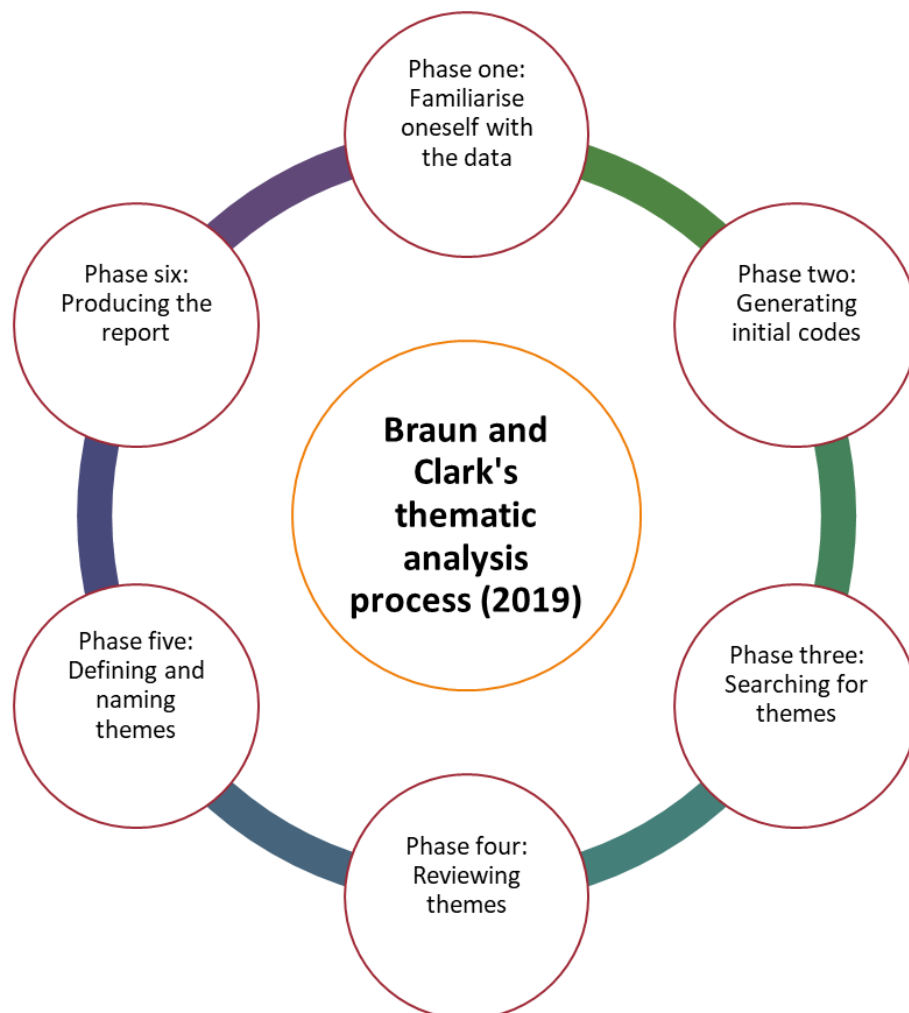 Phase one:
Familiarise
oneself with
the data
Phase two:
Generating
initial codes
Phase three:
Searching for
themes
Phase four:
Reviewing
themes
Phase five:
Defining and
naming
themes
Phase six:
Producing the
report
Braun and
Clark's
thematic
analysis
process (2019)